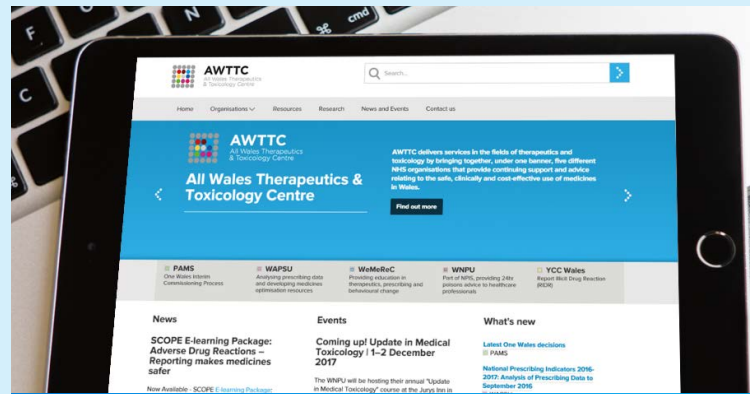 F
C
cmd
AWTTC
All Wales Therapeutics
& Toxicology Centre
Search...
Home Organisations Resources Research News and Events Contact us
AWTTC
All Wales Therapeutics
& Toxicology Centre
All Wales Therapeutics &
Toxicology Centre
AWTTC delivers services in the fields of therapeutics and
toxicology by bringing together, under one banner, five different
NHS organisations that provide continuing support and advice
relating to the safe, clinically and cost-effective use of medicines
in Wales.
Find out more
PAMS
One Wales Interim
Commissioning Process
WAPSU
Analysing prescribing data
and developing medicines
optimisation resources
WeMeReC
Providing education in
therapeutics, prescribing and
behavioural change
WNPU
Part of NPIS, providing 24hr
poisons advice to healthcare
professionals
YCC Wales
Report Illicit Drug Reaction
(RIDR)
News
SCOPE E-learning Package:
Adverse Drug Reactions –
Reporting makes medicines
safer
Now Available - SCOPE E-learning Package:
Events
Coming up! Update in Medical
Toxicology | 1–2 December
2017
The WNPU will be hosting their annual "Update
in Medical Toxicology" course at the Jurys Inn in
What's new
Latest One Wales decisions
PAMS
National Prescribing Indicators 2016-
2017: Analysis of Prescribing Data to
September 2016